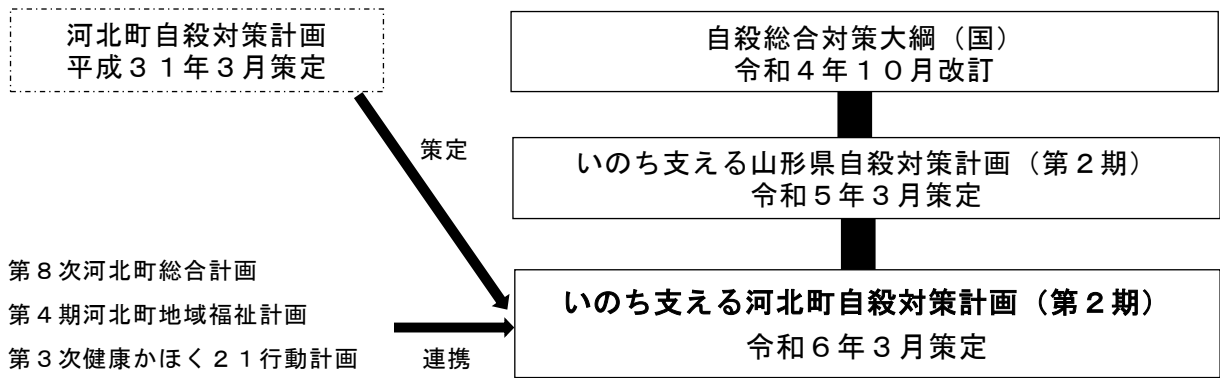 河北町自殺対策計画
平成３１年３月策定
自殺総合対策大綱（国）
令和４年１０月改訂
策定
いのち支える山形県自殺対策計画（第２期）
令和５年３月策定
第８次河北町総合計画
第４期河北町地域福祉計画
第３次健康かほく２１行動計画
連携
いのち支える河北町自殺対策計画（第２期）
令和６年３月策定